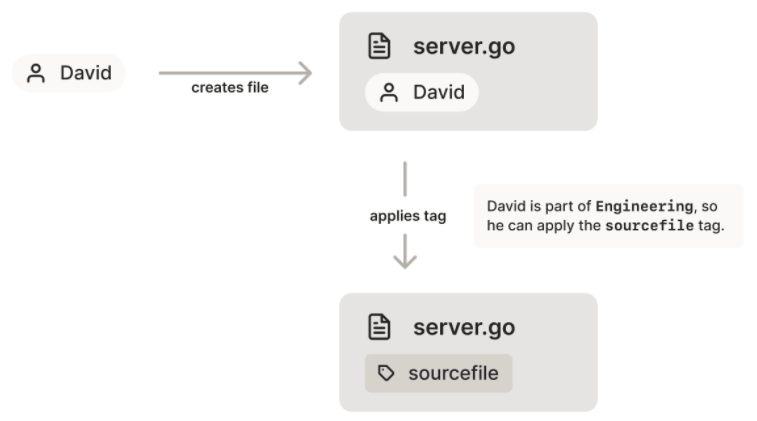 David
creates file
server.go
David
applies tag
David is part of Engineering, so
he can apply the sourcefile tag.
server.go
sourcefile